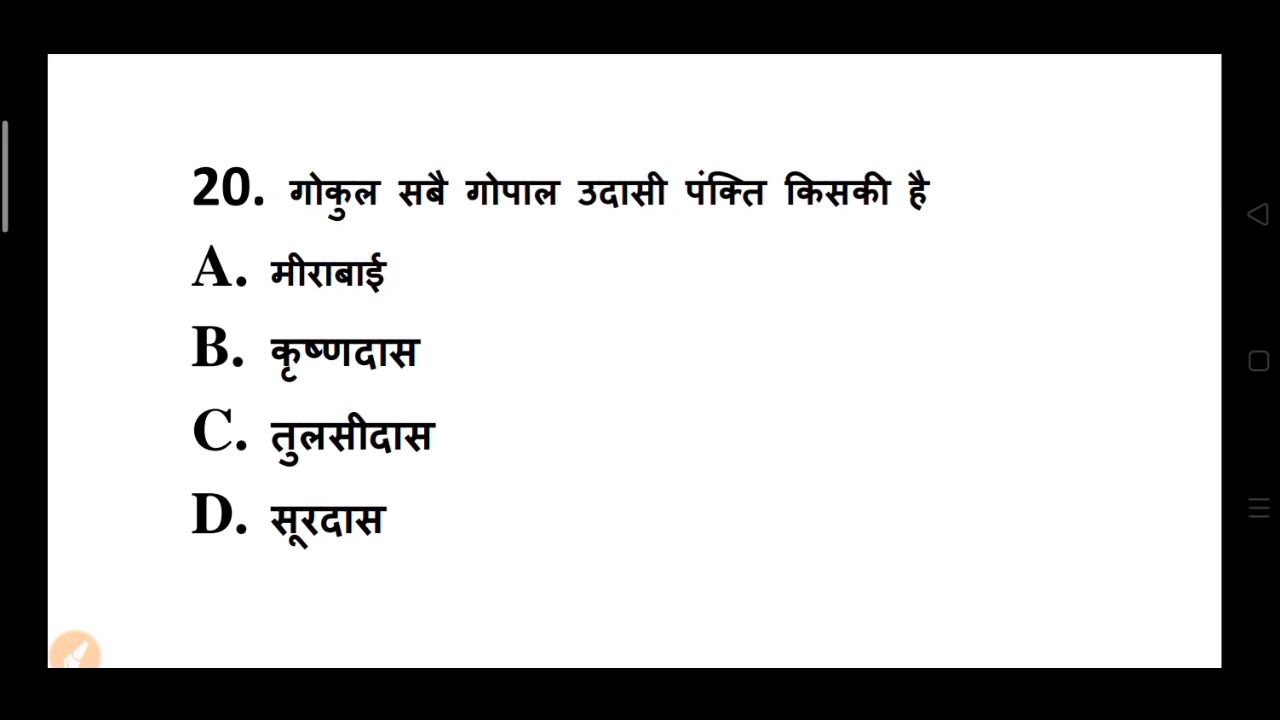 20. गोकुल सबै गोपाल उदासी पंक्ति किसकी है
A. मीराबाई
B. कृष्णदास
C. तुलसीदास
D. सूरदास